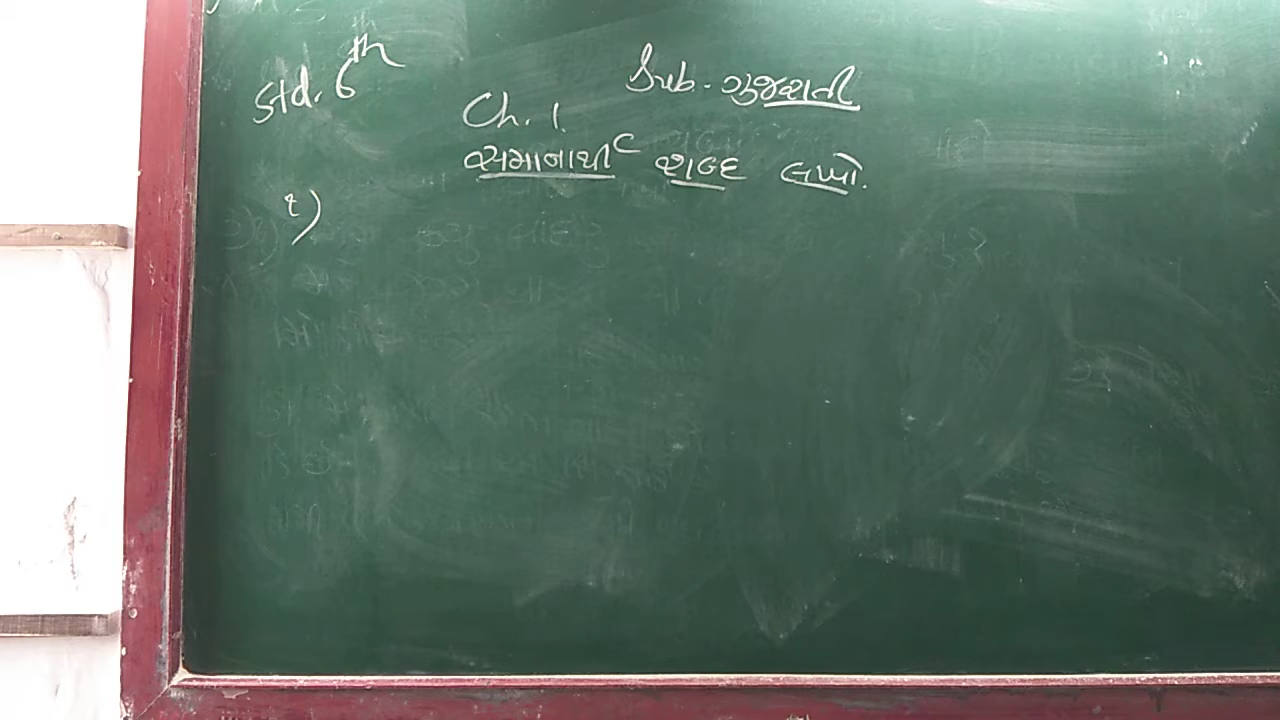 Std. 6th
Sub. ગુજરાતી
Ch. 1.
સમાનાર્થી શબ્દ લખો.
૧)